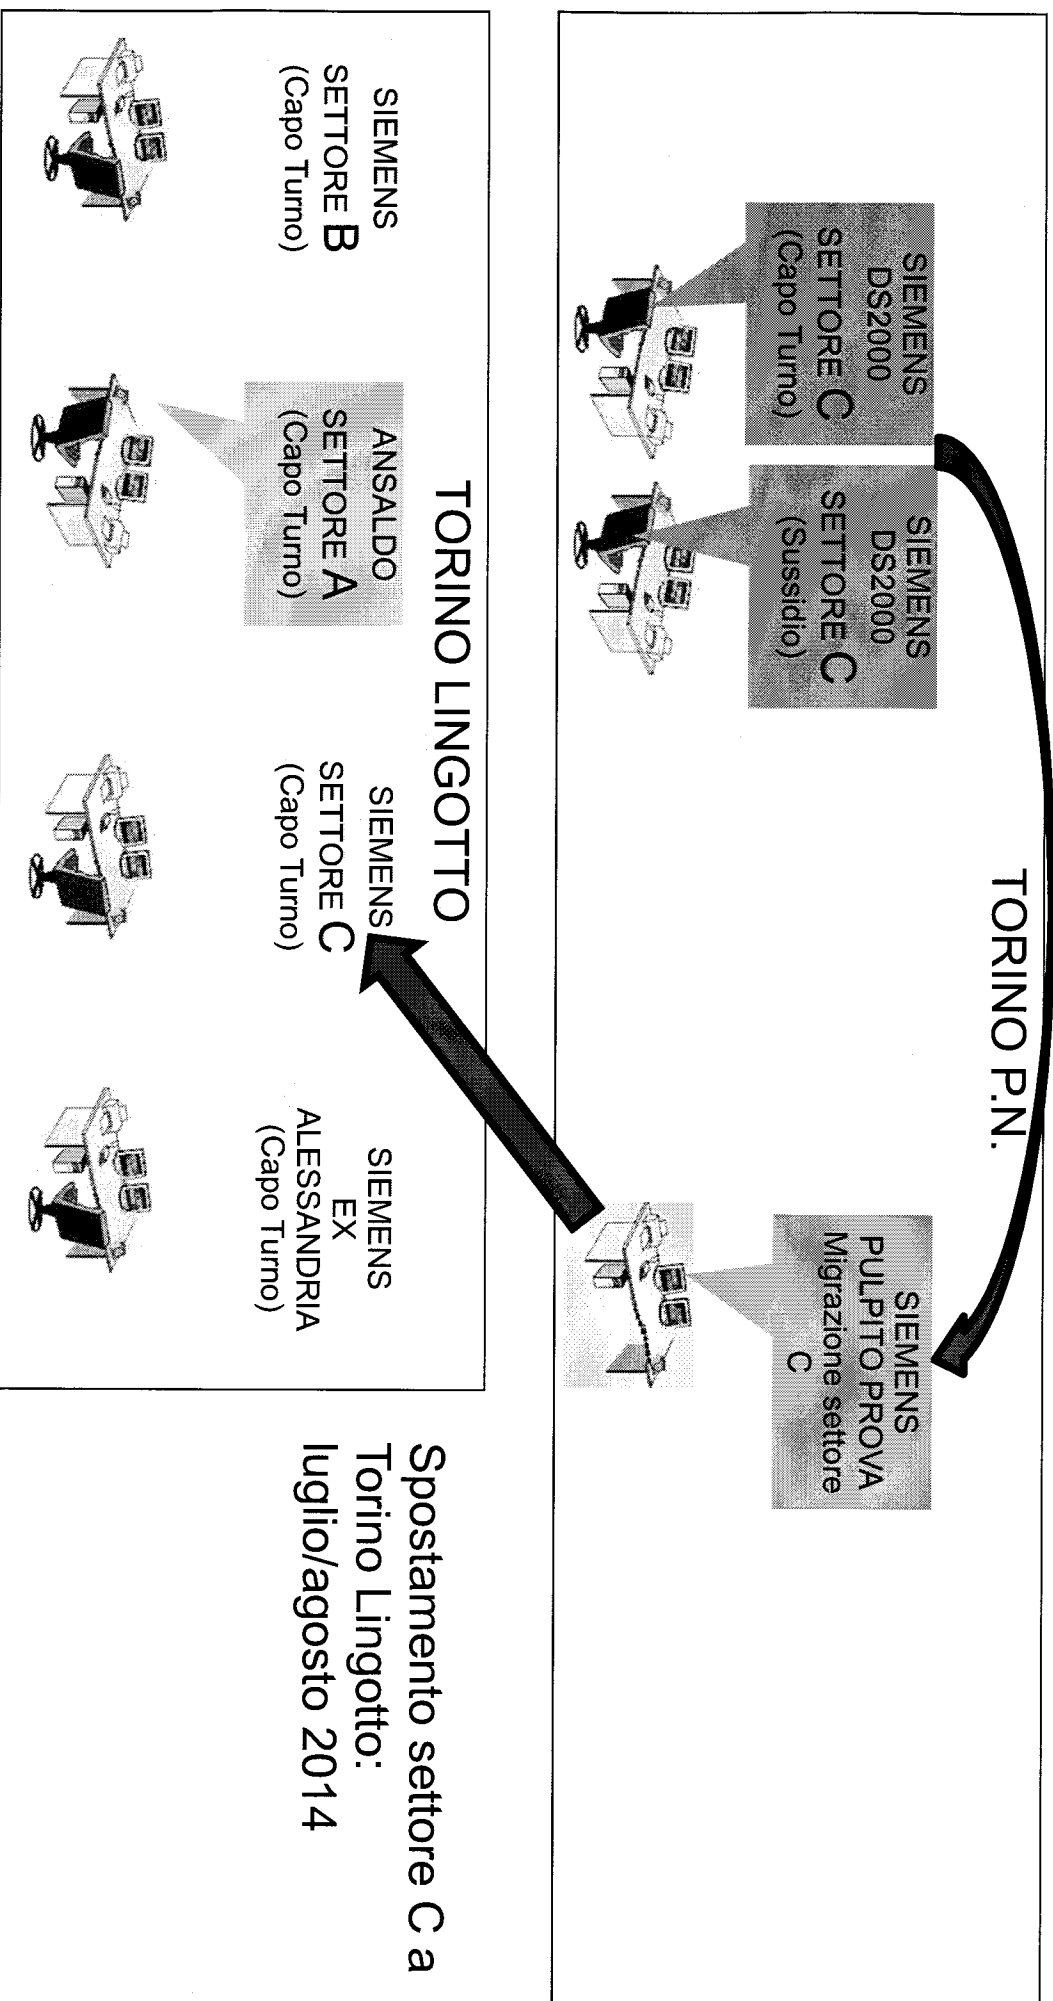 TORINO P.N.
SIEMENS
DS2000
SETTORE C
(Capo Turno)
SIEMENS
DS2000
SETTORE C
(Sussidio)
SIEMENS
PULPITO PROVA
Migrazione settore
C
TORINO LINGOTTO
SIEMENS
SETTORE B
(Capo Turno)
ANSALDO
SETTORE A
(Capo Turno)
SIEMENS
SETTORE C
(Capo Turno)
SIEMENS
EX
ALESSANDRIA
(Capo Turno)
Spostamento settore C a
Torino Lingotto:
luglio/agosto 2014